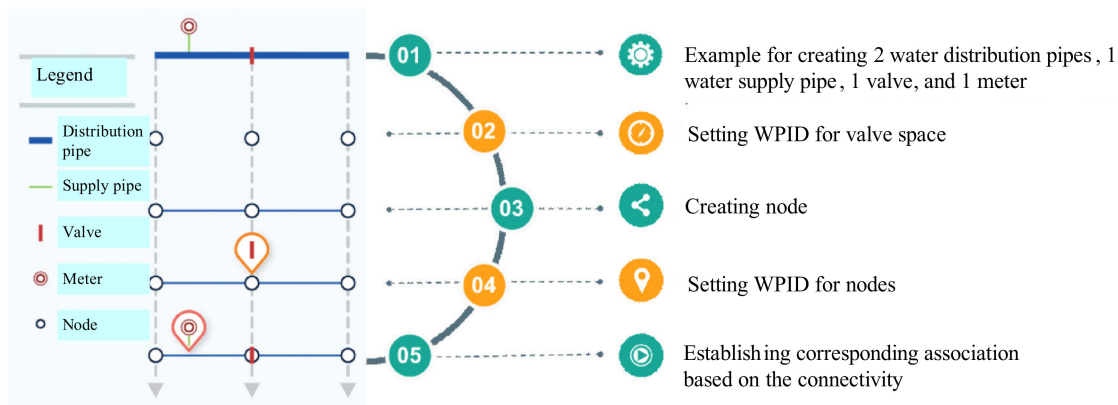 Legend
Distribution
pipe
Supply pipe
Valve
Meter
Node
01
Example for creating 2 water distribution pipes , 1
water supply pipe , 1 valve, and 1 meter
02
Setting WPID for valve space
03
Creating node
04
Setting WPID for nodes
05
Establishing corresponding association
based on the connectivity